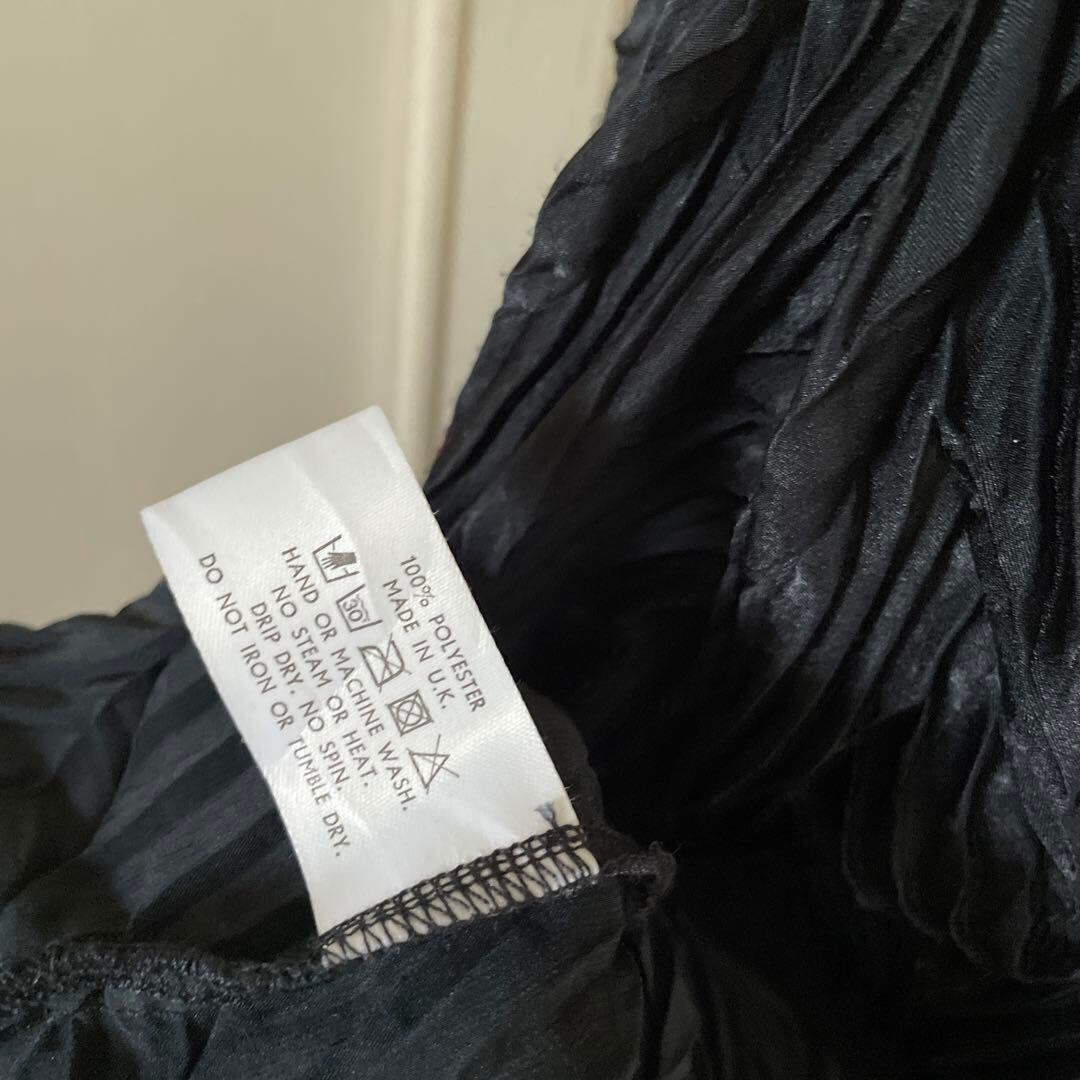 100% POLYESTER
MADE IN U.K.
30°
HAND OR MACHINE WASH.
NO STEAM OR HEAT.
DRIP DRY. NO SPIN.
DO NOT IRON OR TUMBLE DRY.